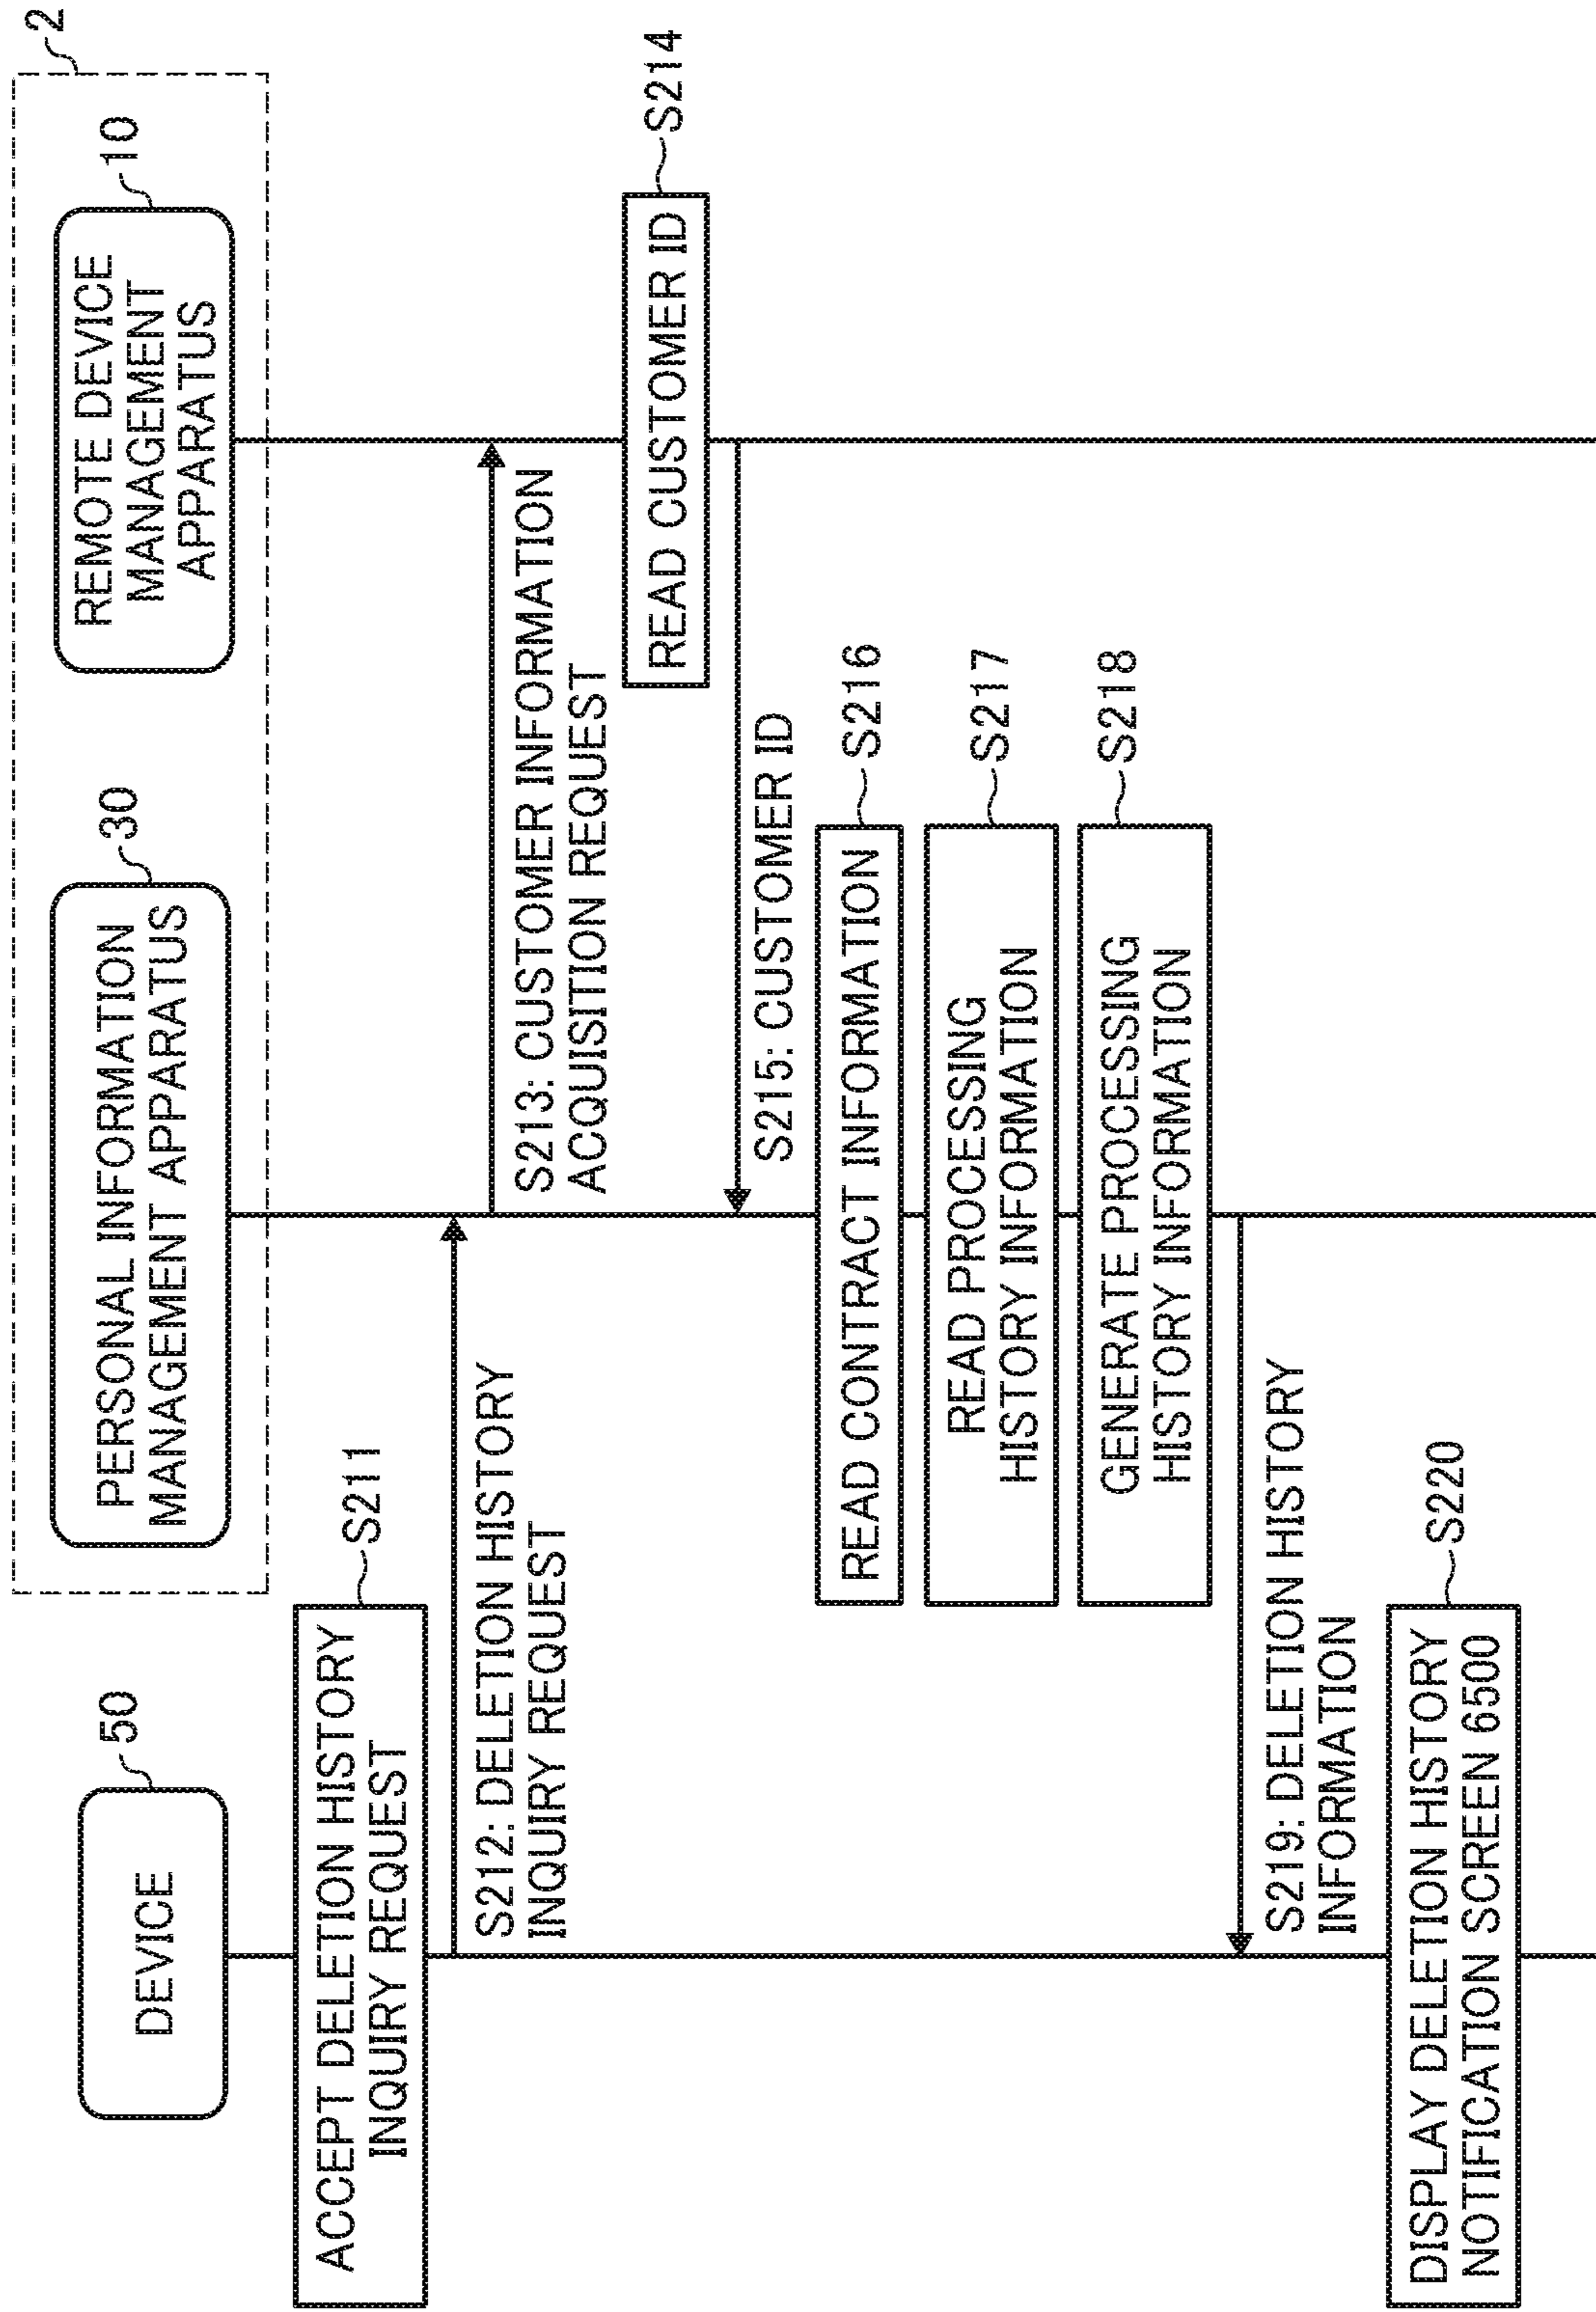 2
DEVICE
50
PERSONAL INFORMATION
MANAGEMENT APPARATUS
30
REMOTE DEVICE
MANAGEMENT
APPARATUS
10
ACCEPT DELETION HISTORY
INQUIRY REQUEST
S211
S212: DELETION HISTORY
INQUIRY REQUEST
S213: CUSTOMER INFORMATION
ACQUISITION REQUEST
READ CUSTOMER ID
S214
S215: CUSTOMER ID
READ CONTRACT INFORMATION
S216
READ PROCESSING
HISTORY INFORMATION
S217
GENERATE PROCESSING
HISTORY INFORMATION
S218
S219: DELETION HISTORY
INFORMATION
DISPLAY DELETION HISTORY
NOTIFICATION SCREEN 6500
S220